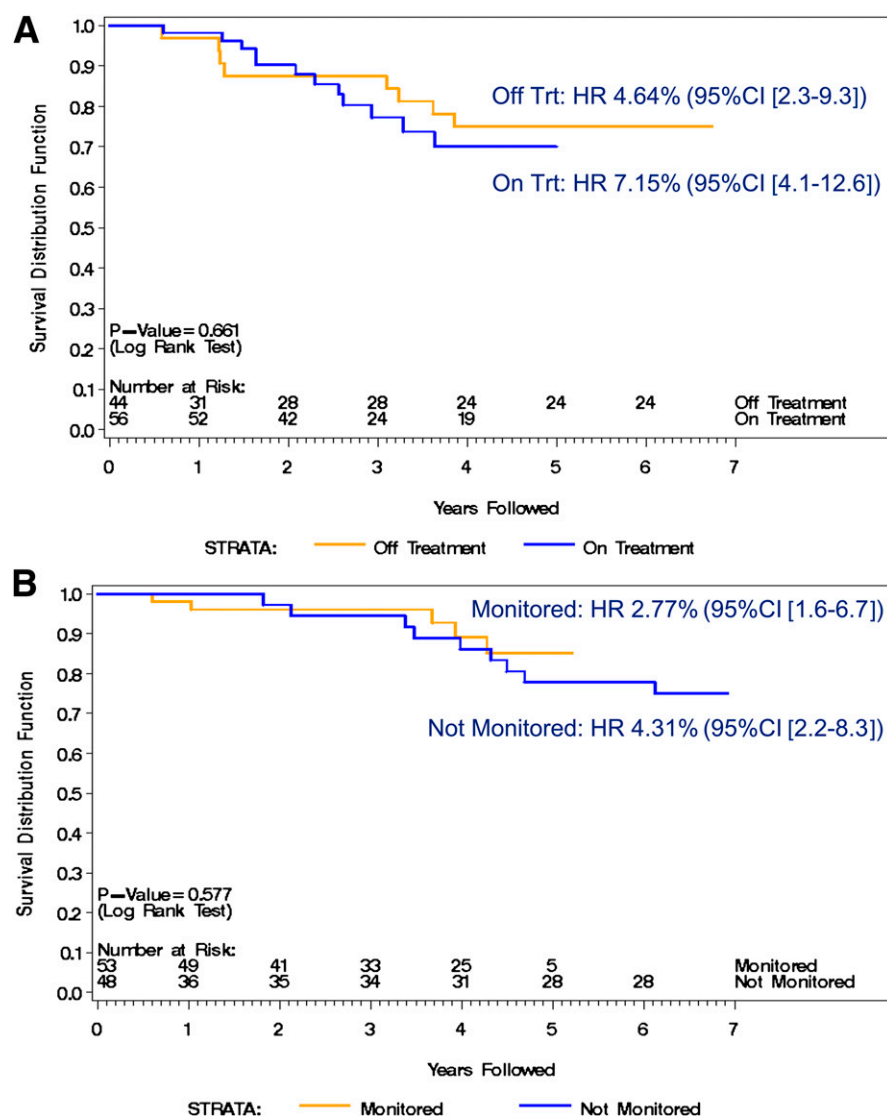 A
Survival Distribution Function
1.0
0.9
0.8
0.7
0.6
0.5
0.4
0.3
0.2
0.1
0.0
Off Trt: HR 4.64% (95%CI [2.3-9.3])
On Trt: HR 7.15% (95%CI [4.1-12.6])
P-Value=0.661
(Log Rank Test)
Number at Risk:
44 31 28 28 24 24 24 Off Treatment
56 52 42 24 19 On Treatment
0 1 2 3 4 5 6 7
Years Followed
STRATA: Off Treatment On Treatment
B
Survival Distribution Function
1.0
0.9
0.8
0.7
0.6
0.5
0.4
0.3
0.2
0.1
0.0
Monitored: HR 2.77% (95%CI [1.6-6.7])
Not Monitored: HR 4.31% (95%CI [2.2-8.3])
P-Value=0.577
(Log Rank Test)
Number at Risk:
53 49 41 33 25 5 Monitored
48 36 35 34 31 28 28 Not Monitored
0 1 2 3 4 5 6 7
Years Followed
STRATA: Monitored Not Monitored